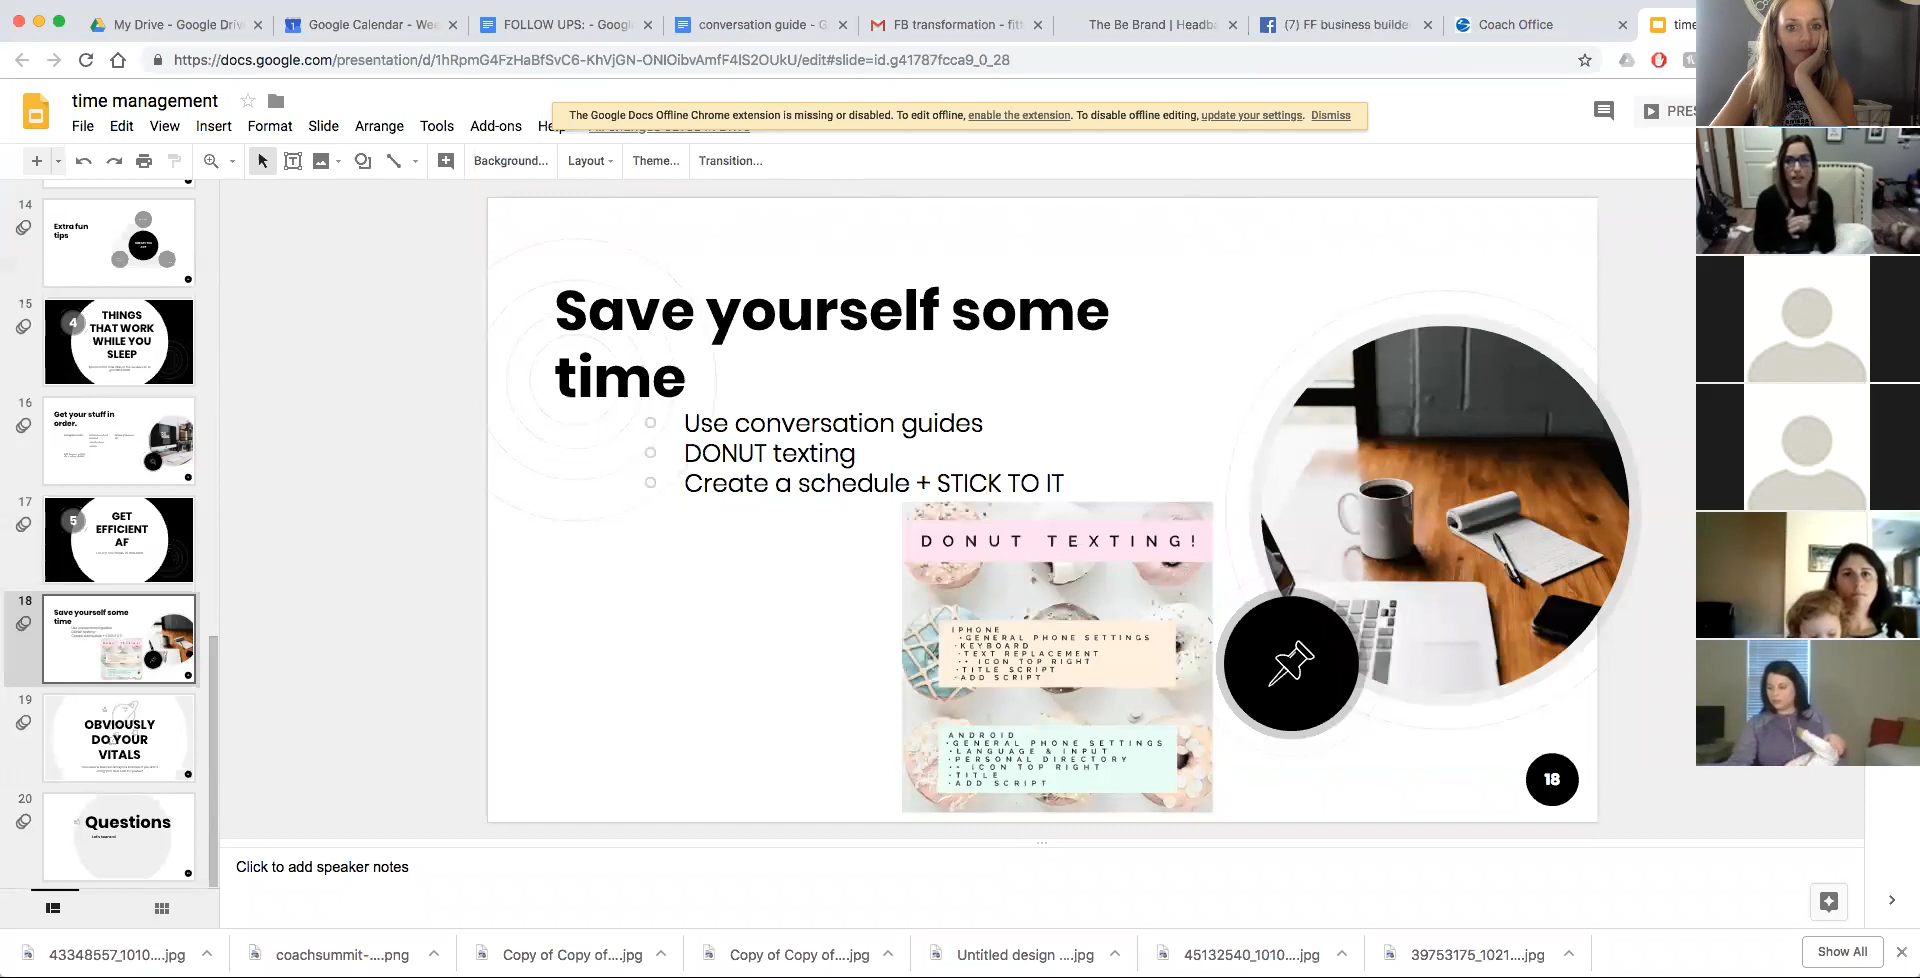 My Drive - Google Driv
Google Calendar - Wee
FOLLOW UPS: - Google
conversation guide - G
FB transformation - fit
The Be Brand | Headba
(7) FF business builde
Coach Office
time
https://docs.google.com/presentation/d/1hRpmG4FzHaBfSvC6-KhVjGN-ONlOibvAmfF4lS2OUkU/edit#slide=id.g41787fcca9_0_28
time management
The Google Docs Offline Chrome extension is missing or disabled. To edit offline, enable the extension. To disable offline editing, update your settings. Dismiss
PRES
File Edit View Insert Format Slide Arrange Tools Add-ons Help
Background... Layout Theme... Transition...
14
Extra fun
tips
15
4
THINGS
THAT WORK
WHILE YOU
SLEEP
16
Get your stuff in
order.
17
5
GET
EFFICIENT
AF
18
Save yourself some
time
19
OBVIOUSLY
DO YOUR
VITALS
20
Questions
Save yourself some
time
Use conversation guides
DONUT texting
Create a schedule + STICK TO IT
DONUT TEXTING!
IPHONE
·GENERAL PHONE SETTINGS
·KEYBOARD
·TEXT REPLACEMENT
·+ ICON TOP RIGHT
·TITLE SCRIPT
·ADD SCRIPT
ANDROID
·GENERAL PHONE SETTINGS
·LANGUAGE & INPUT
·PERSONAL DIRECTORY
·+ ICON TOP RIGHT
·TITLE
·ADD SCRIPT
18
Click to add speaker notes
43348557_1010....jpg
coachsummit-....png
Copy of Copy of....jpg
Copy of Copy of....jpg
Untitled design ....jpg
45132540_1010....jpg
39753175_1021....jpg
Show All